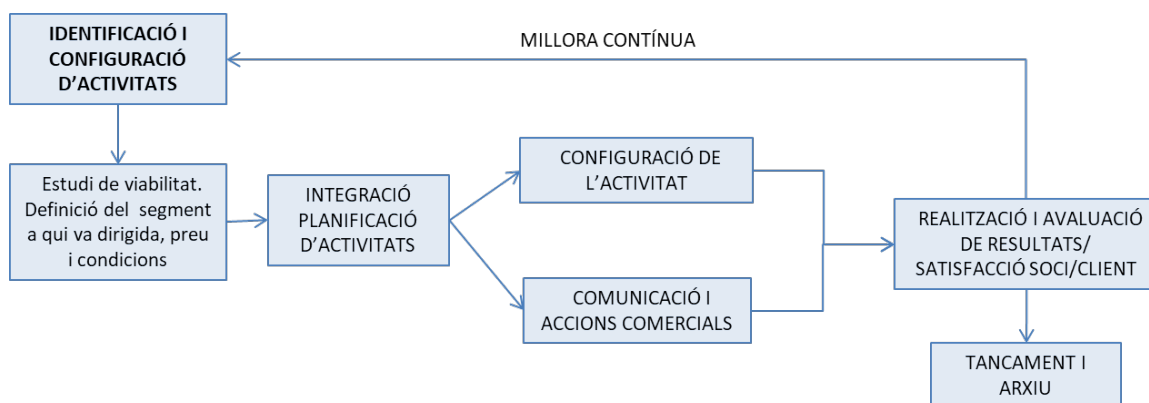 IDENTIFICACIÓ I
CONFIGURACIÓ
D'ACTIVITATS
MILLORA CONTÍNUA
Estudi de viabilitat.
Definició del segment
a qui va dirigida, preu
i condicions
INTEGRACIÓ
PLANIFICACIÓ
D'ACTIVITATS
CONFIGURACIÓ DE
L'ACTIVITAT
COMUNICACIÓ I
ACCIONS COMERCIALS
REALITZACIÓ I AVALUACIÓ
DE RESULTATS/
SATISFACCIÓ SOCI/CLIENT
TANCAMENT I
ARXIU